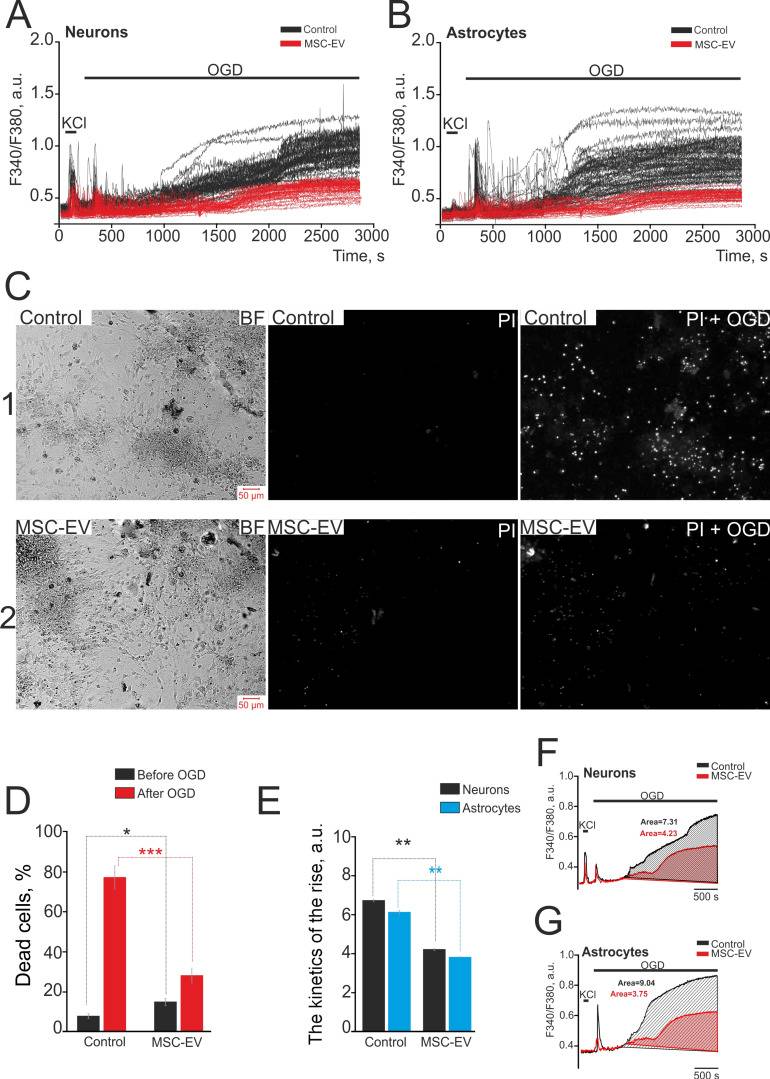 A
Neurons
Control
MSC-EV
OGD
KCl
F340/F380, a.u.
2.0
1.5
1.0
0.5
0 500 1000 1500 2000 2500 3000
Time, s
B
Astrocytes
Control
MSC-EV
OGD
KCl
F340/F380, a.u.
2.0
1.5
1.0
0.5
0 500 1000 1500 2000 2500 3000
Time, s
C
1
Control BF
50 µm
Control PI
Control PI + OGD
2
MSC-EV BF
50 µm
MSC-EV PI
MSC-EV PI + OGD
D
Before OGD
After OGD
Dead cells, %
100
80
60
40
20
0
*
***
Control MSC-EV
E
Neurons
Astrocytes
The kinetics of the rise, a.u.
10
8
6
4
2
0
**
**
Control MSC-EV
F
Neurons
Control
MSC-EV
OGD
KCl
Area=7.31
Area=4.23
F340/F380, a.u.
1.0
0.8
0.6
0.4
500 s
G
Astrocytes
Control
MSC-EV
OGD
KCl
Area=9.04
Area=3.75
F340/F380, a.u.
1.0
0.8
0.6
0.4
500 s